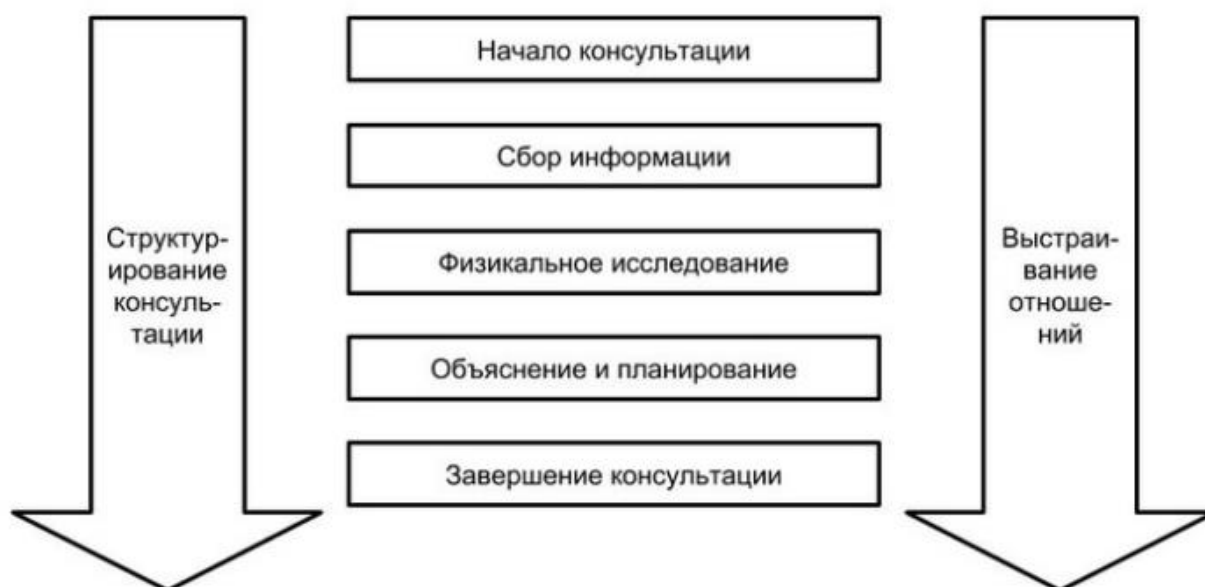 Начало консультации
Сбор информации
Структур-
ирование
консуль-
тации
Физикальное исследование
Выстраи-
вание
отноше-
ний
Объяснение и планирование
Завершение консультации